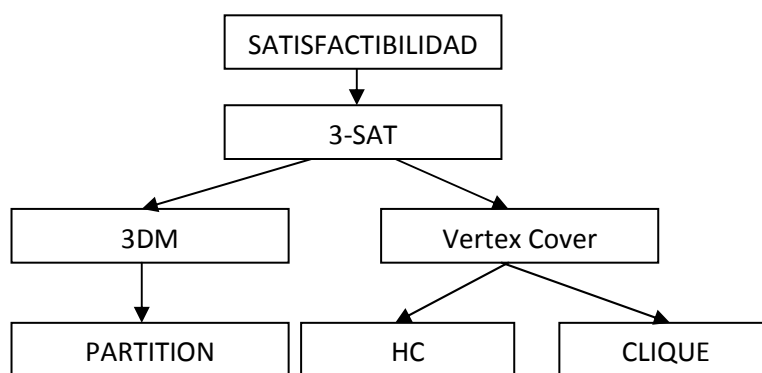 SATISFACTIBILIDAD
3-SAT
3DM
Vertex Cover
PARTITION
HC
CLIQUE